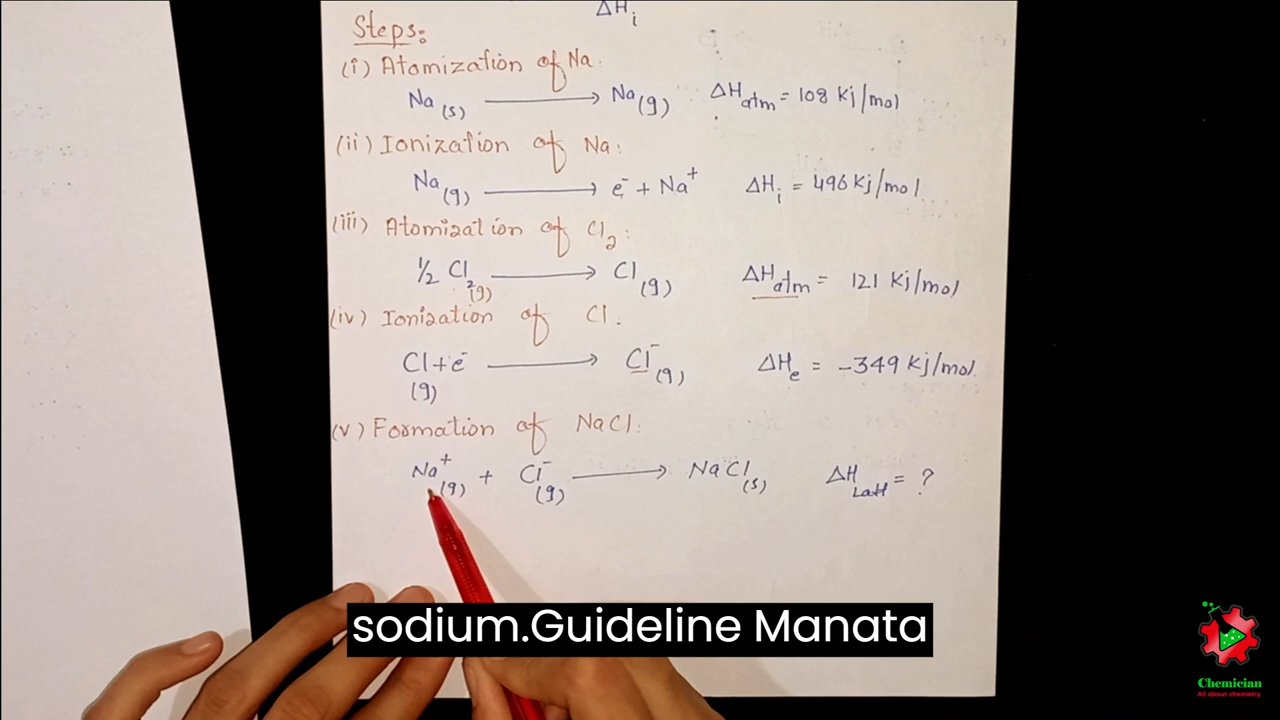 ΔHi
Steps:
(i) Atomization of Na:
Na(s) ⟶ Na(g) ΔHatm = 108 kj/mol
(ii) Ionization of Na:
Na(g) ⟶ e⁻ + Na⁺ ΔHi = 496 kj/mol
(iii) Atomization of Cl₂:
½ Cl₂(g) ⟶ Cl(g) ΔHatm = 121 kj/mol
(iv) Ionization of Cl.
Cl(g) + e⁻ ⟶ Cl⁻(g) ΔHe = -349 kj/mol
(v) Formation of NaCl:
Na⁺(g) + Cl⁻(g) ⟶ NaCl(s) ΔHLatt = ?
sodium.Guideline Manata
Chemician
All about chemistry